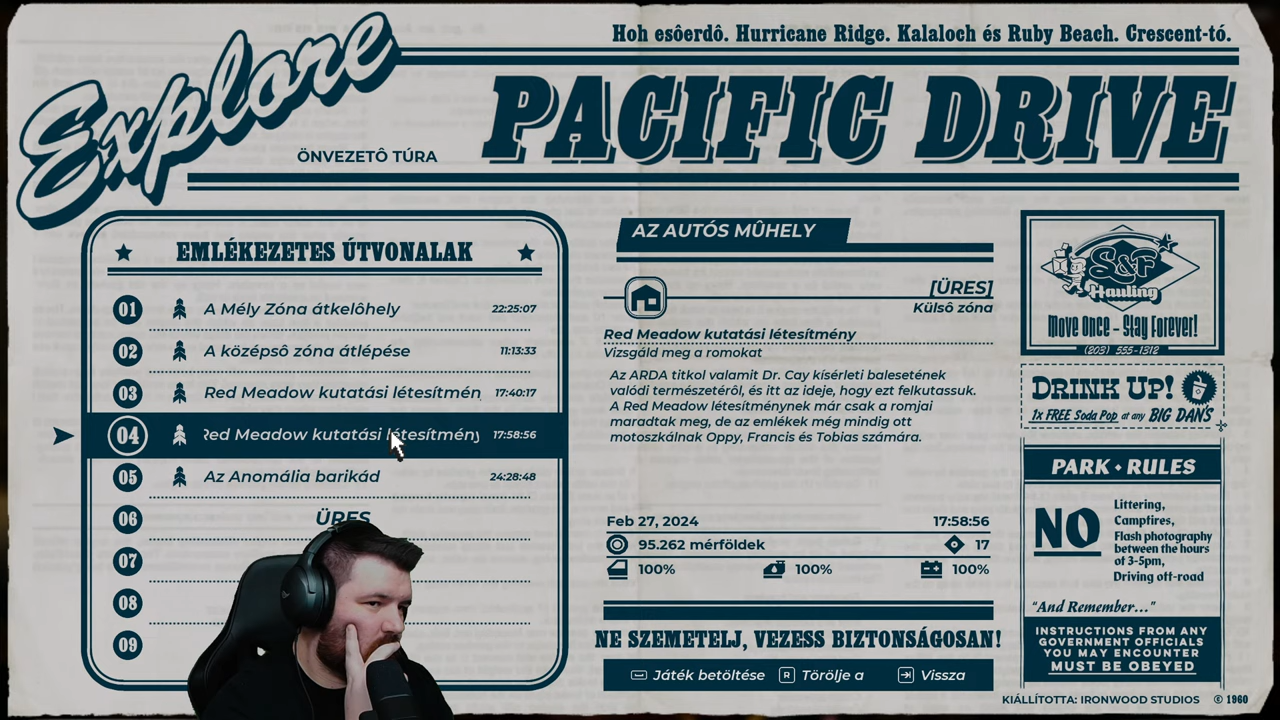 Explore
Hoh esôerdô. Hurricane Ridge. Kalaloch és Ruby Beach. Crescent-tó.
PACIFIC DRIVE
ÖNVEZETÔ TÚRA
EMLÉKEZETES ÚTVONALAK
01 A Mély Zóna átkelôhely 22:25:07
02 A középsô zóna átlépése 11:13:33
03 Red Meadow kutatási létesítmén 17:40:17
04 Red Meadow kutatási létesítmény 17:58:56
05 Az Anomália barikád 24:28:48
06 ÜRES
07
08
09
AZ AUTÓS MÛHELY
[ÜRES]
Külsô zóna
Red Meadow kutatási létesítmény
Vizsgáld meg a romokat
Az ARDA titkol valamit Dr. Cay kísérleti balesetének
valódi természetérôl, és itt az ideje, hogy ezt felkutassuk.
A Red Meadow létesítménynek már csak a romjai
maradtak meg, de az emlékek még mindig ott
motoszkálnak Oppy, Francis és Tobias számára.
Feb 27, 2024 17:58:56
95.262 mérföldek 17
100% 100% 100%
NE SZEMETELJ, VEZESS BIZTONSÁGOSAN!
Játék betöltése R Törölje a Vissza
S&F
Hauling
Move Once - Stay Forever!
(203) 555-1312
DRINK UP!
1x FREE Soda Pop at any BIG DAN'S
PARK • RULES
NO
Littering,
Campfires,
Flash photography
between the hours
of 3-5pm,
Driving off-road
"And Remember..."
INSTRUCTIONS FROM ANY
GOVERNMENT OFFICIALS
YOU MAY ENCOUNTER
MUST BE OBEYED
KIÁLLÍTOTTA: IRONWOOD STUDIOS © 1960